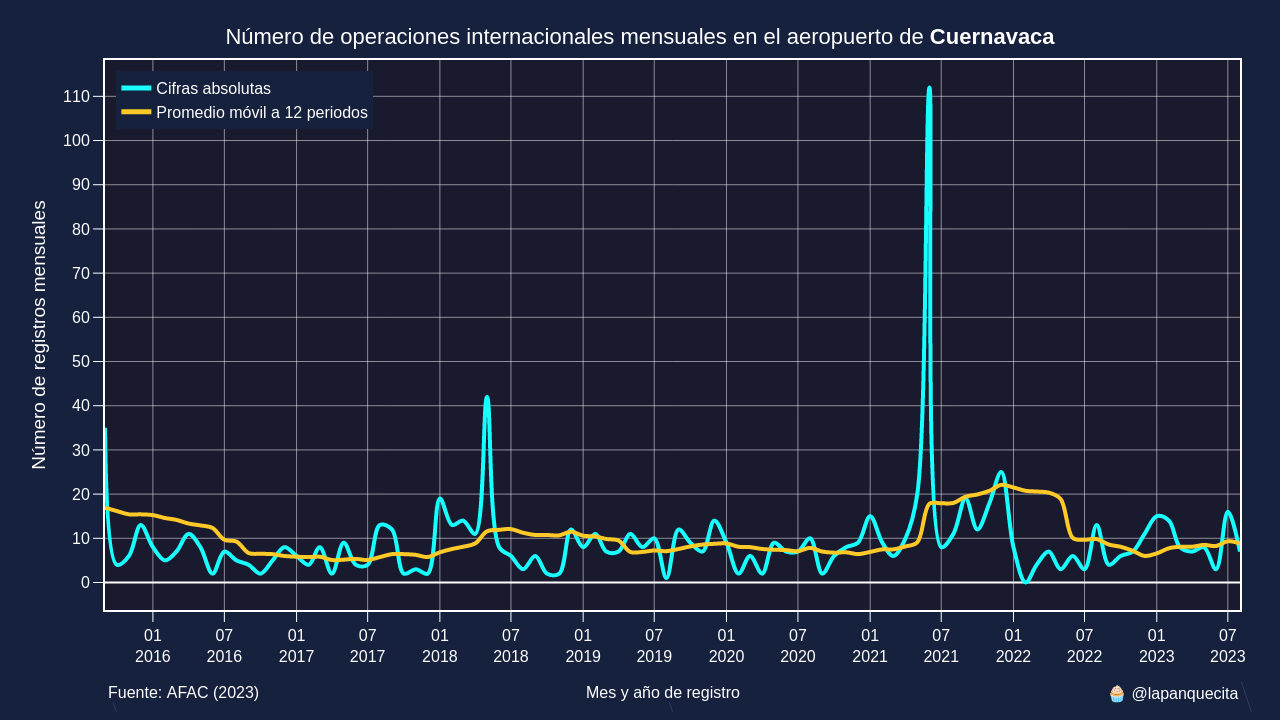 Número de operaciones internacionales mensuales en el aeropuerto de Cuernavaca
Cifras absolutas
Promedio móvil a 12 periodos
Número de registros mensuales
110
100
90
80
70
60
50
40
30
20
10
0
01 07 01 07 01 07 01 07 01 07 01 07 01 07 01 07
2016 2016 2017 2017 2018 2018 2019 2019 2020 2020 2021 2021 2022 2022 2023 2023
Fuente: AFAC (2023) Mes y año de registro 🧁 @lapanquecita